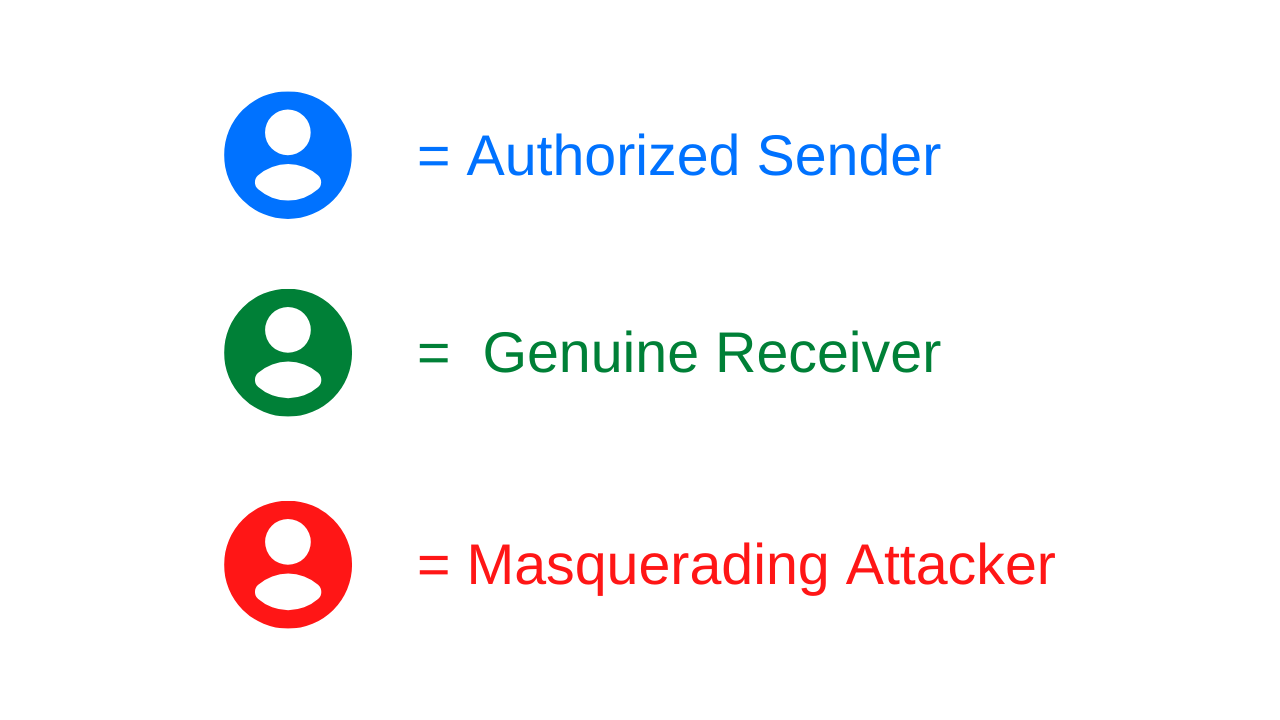 = Authorized Sender
= Genuine Receiver
= Masquerading Attacker